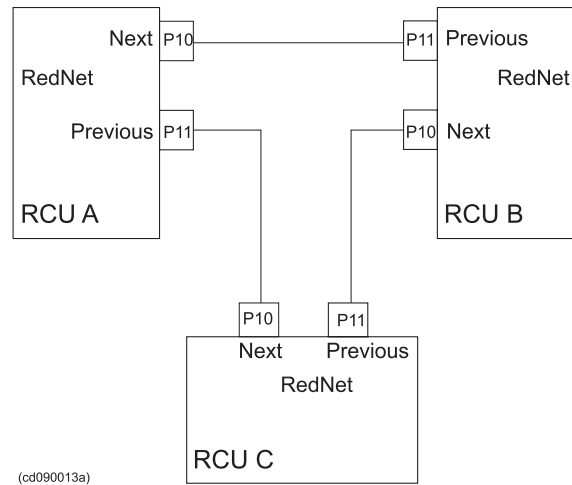 Next P10
RedNet
Previous P11
RCU A
P11 Previous
RedNet
P10 Next
RCU B
P10 P11
Next Previous
RedNet
RCU C
(cd090013a)